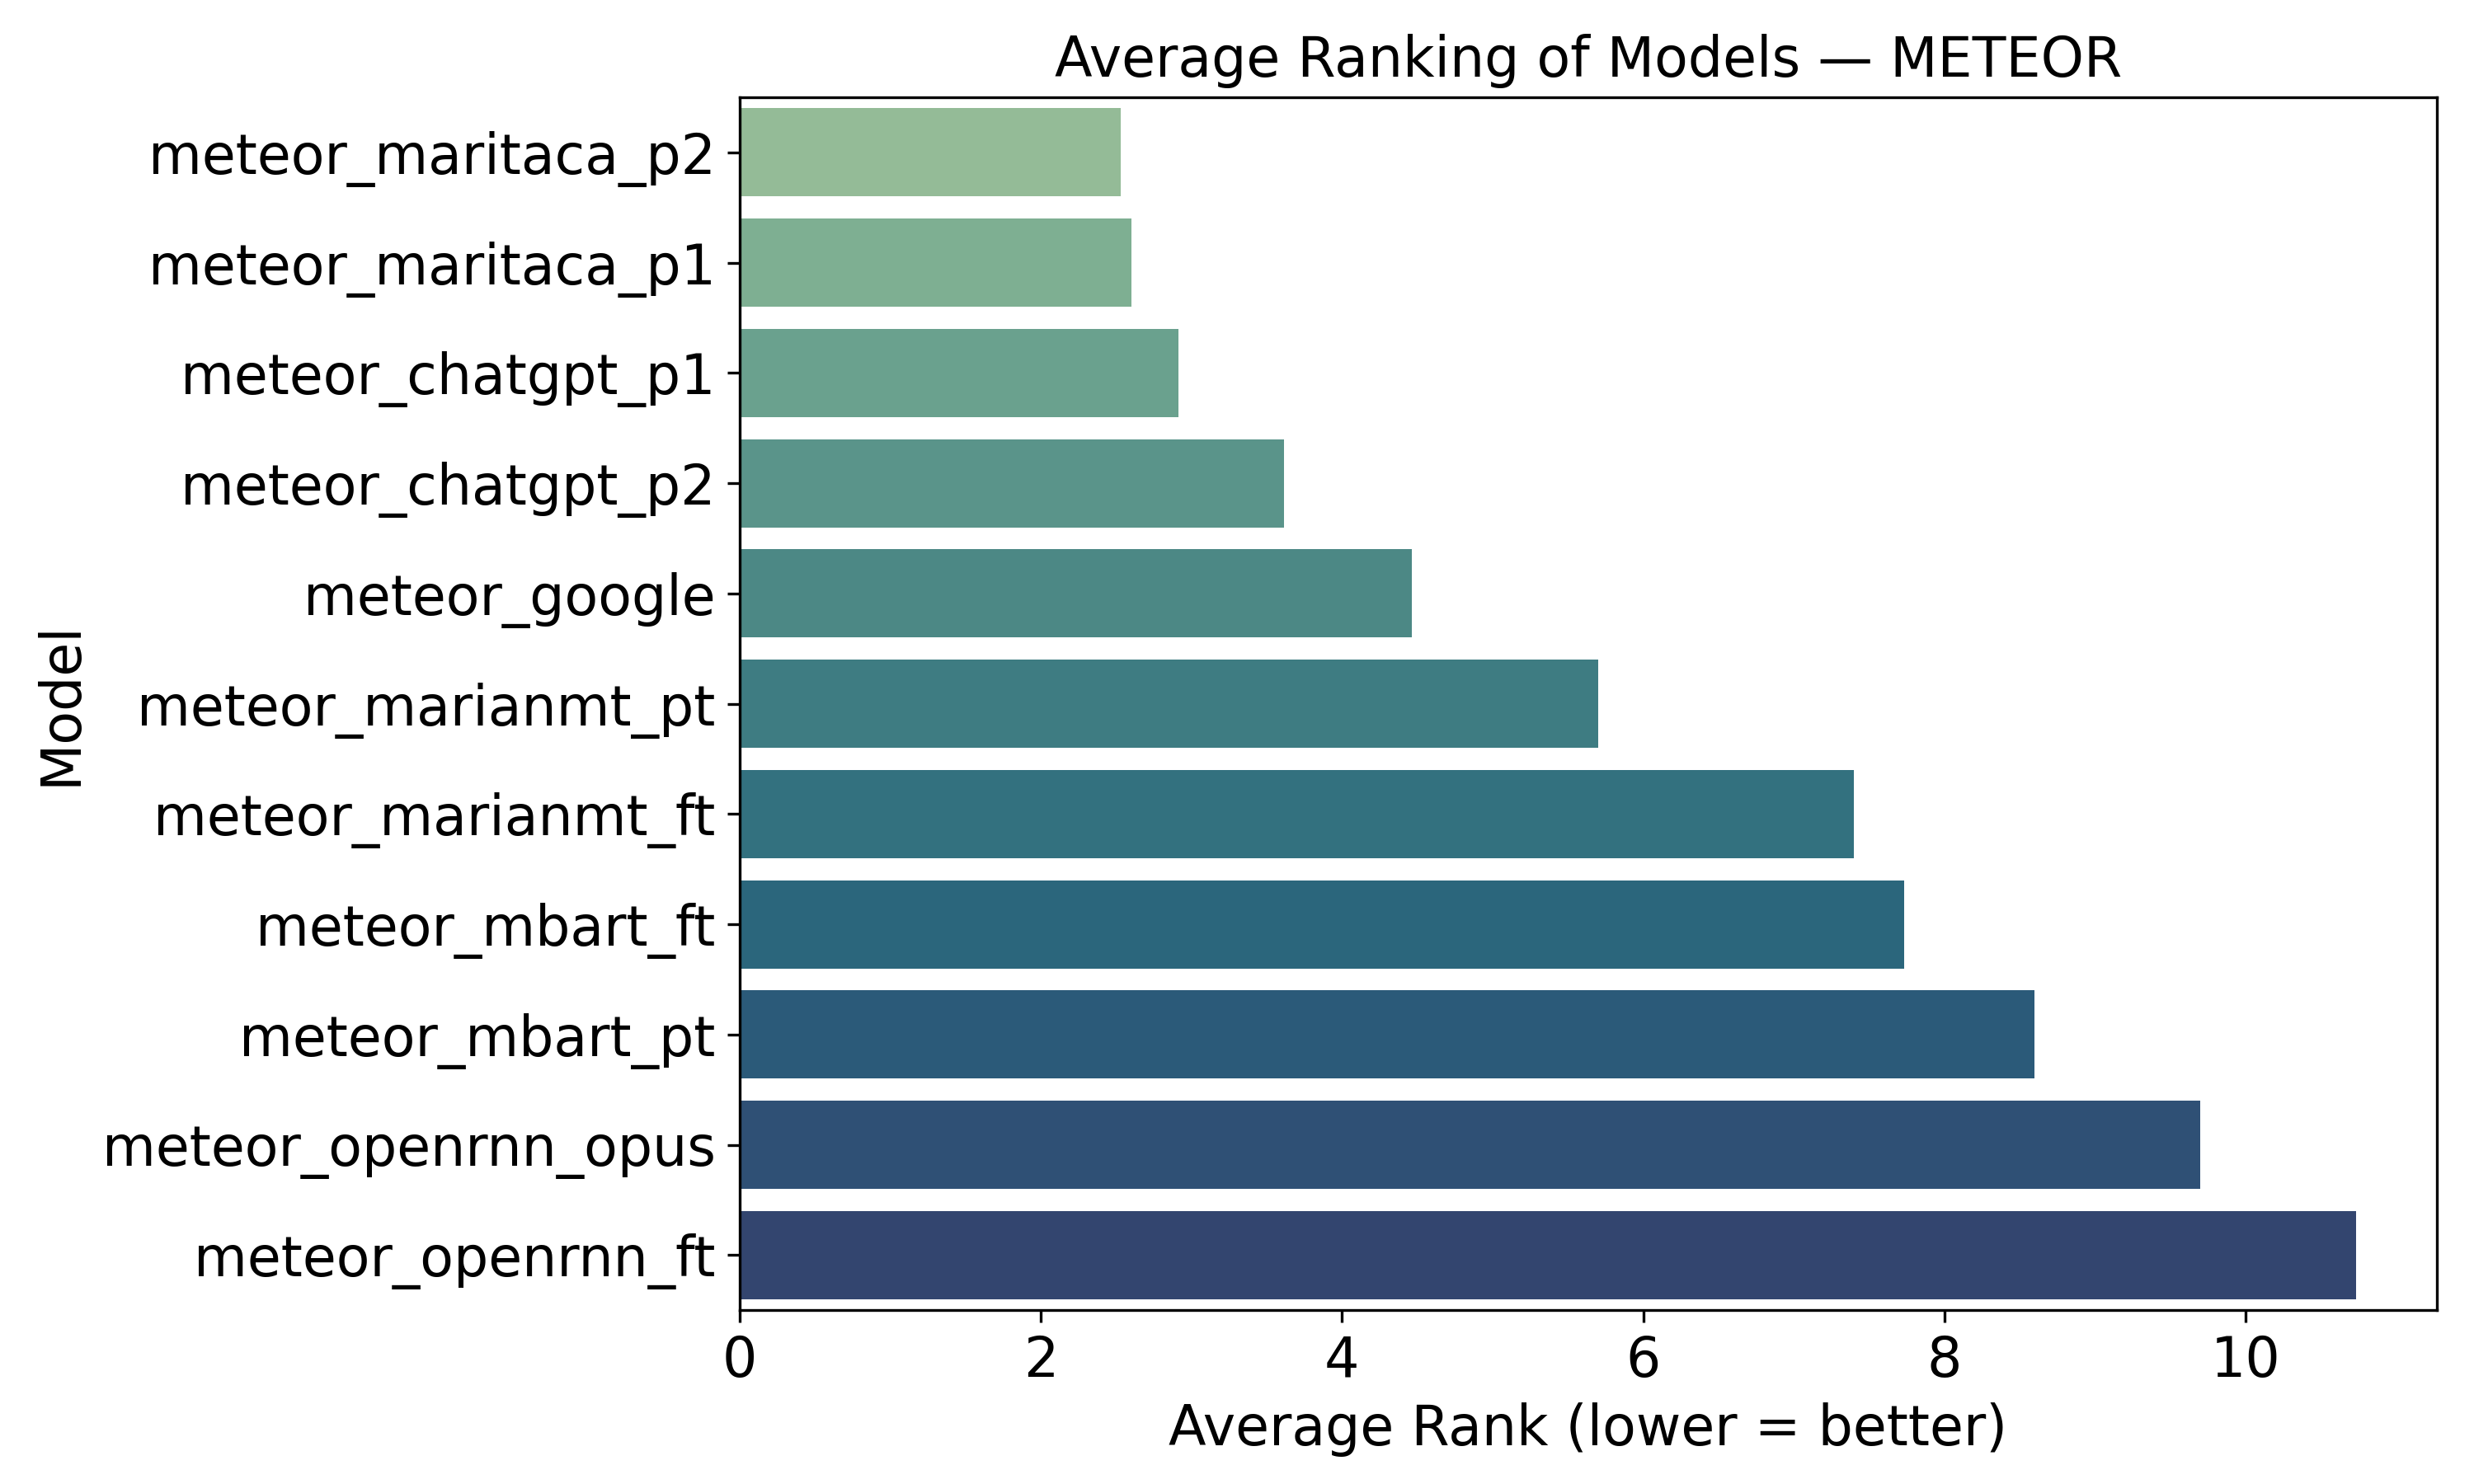 Average Ranking of Models — METEOR
meteor_maritaca_p2
meteor_maritaca_p1
meteor_chatgpt_p1
meteor_chatgpt_p2
meteor_google
meteor_marianmt_pt
meteor_marianmt_ft
meteor_mbart_ft
meteor_mbart_pt
meteor_openrnn_opus
meteor_openrnn_ft
Model
0 2 4 6 8 10
Average Rank (lower = better)